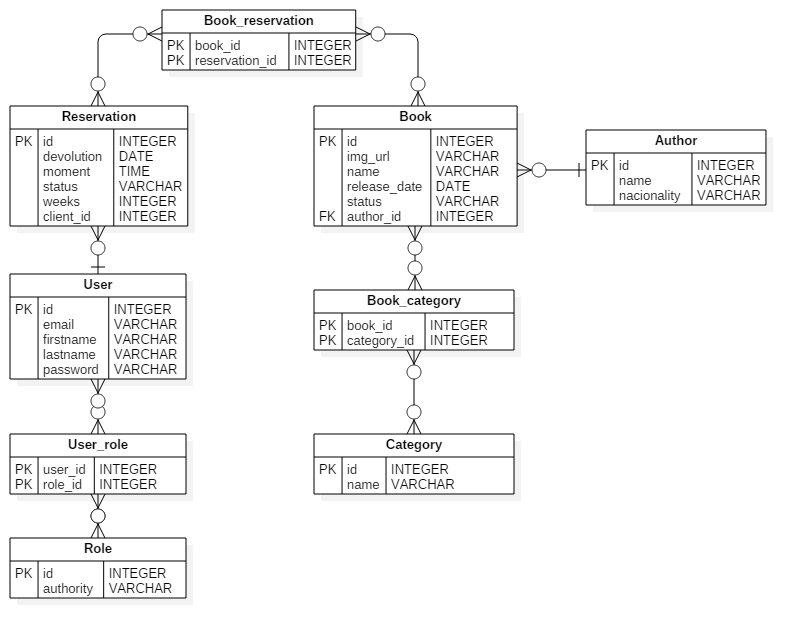 Book_reservation
PK book_id INTEGER
PK reservation_id INTEGER
Reservation
PK id INTEGER
devolution DATE
moment TIME
status VARCHAR
weeks INTEGER
client_id INTEGER
Book
PK id INTEGER
img_url VARCHAR
name VARCHAR
release_date DATE
status VARCHAR
FK author_id INTEGER
Author
PK id INTEGER
name VARCHAR
nacionality VARCHAR
User
PK id INTEGER
email VARCHAR
firstname VARCHAR
lastname VARCHAR
password VARCHAR
Book_category
PK book_id INTEGER
PK category_id INTEGER
User_role
PK user_id INTEGER
PK role_id INTEGER
Category
PK id INTEGER
name VARCHAR
Role
PK id INTEGER
authority VARCHAR